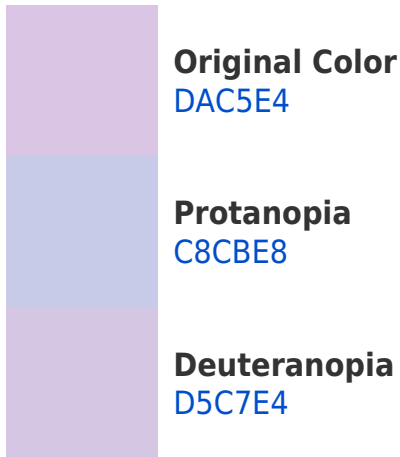 Original Color
DAC5E4
Protanopia
C8CBE8
Deuteranopia
D5C7E4